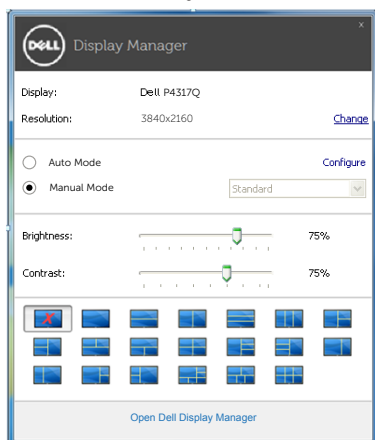 DELL Display Manager
x
Display: Dell P4317Q
Resolution: 3840x2160 Change
Auto Mode Configure
Manual Mode Standard
Brightness: 75%
Contrast: 75%
Open Dell Display Manager